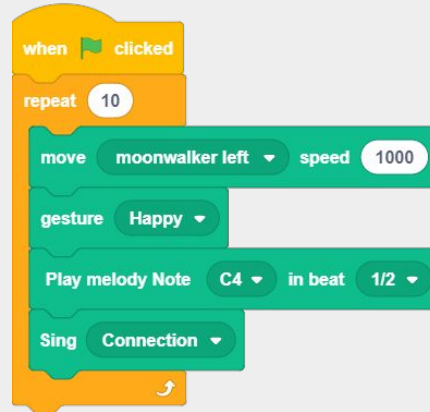 when clicked
repeat 10
move moonwalker left speed 1000
gesture Happy
Play melody Note C4 in beat 1/2
Sing Connection